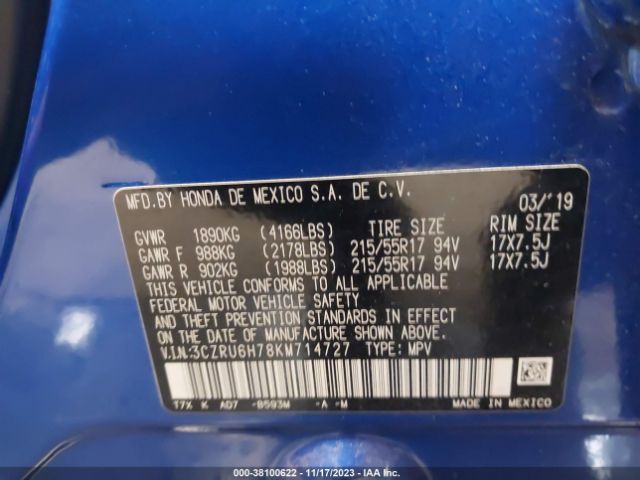 MFD.BY HONDA DE MEXICO S.A. DE C.V. 03/'19
GVWR 1890KG (4166LBS) TIRE SIZE RIM SIZE
GAWR F 988KG (2178LBS) 215/55R17 94V 17X7.5J
GAWR R 902KG (1988LBS) 215/55R17 94V 17X7.5J
THIS VEHICLE CONFORMS TO ALL APPLICABLE
FEDERAL MOTOR VEHICLE SAFETY
AND THEFT PREVENTION STANDARDS IN EFFECT
ON THE DATE OF MANUFACTURE SHOWN ABOVE.
V.I.N.:3CZRU6H78KM714727 TYPE: MPV
T7X K AD7 -B593M -A -M MADE IN MEXICO
000-38100622 - 11/17/2023 - IAA Inc.